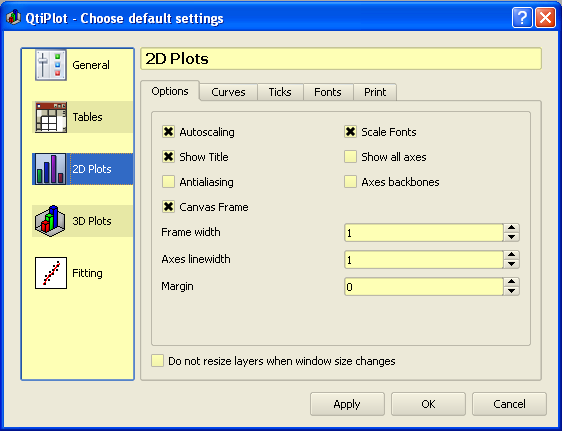 QtiPlot - Choose default settings
General
Tables
2D Plots
3D Plots
Fitting
2D Plots
Options Curves Ticks Fonts Print
Autoscaling Scale Fonts
Show Title Show all axes
Antialiasing Axes backbones
Canvas Frame
Frame width 1
Axes linewidth 1
Margin 0
Do not resize layers when window size changes
Apply OK Cancel